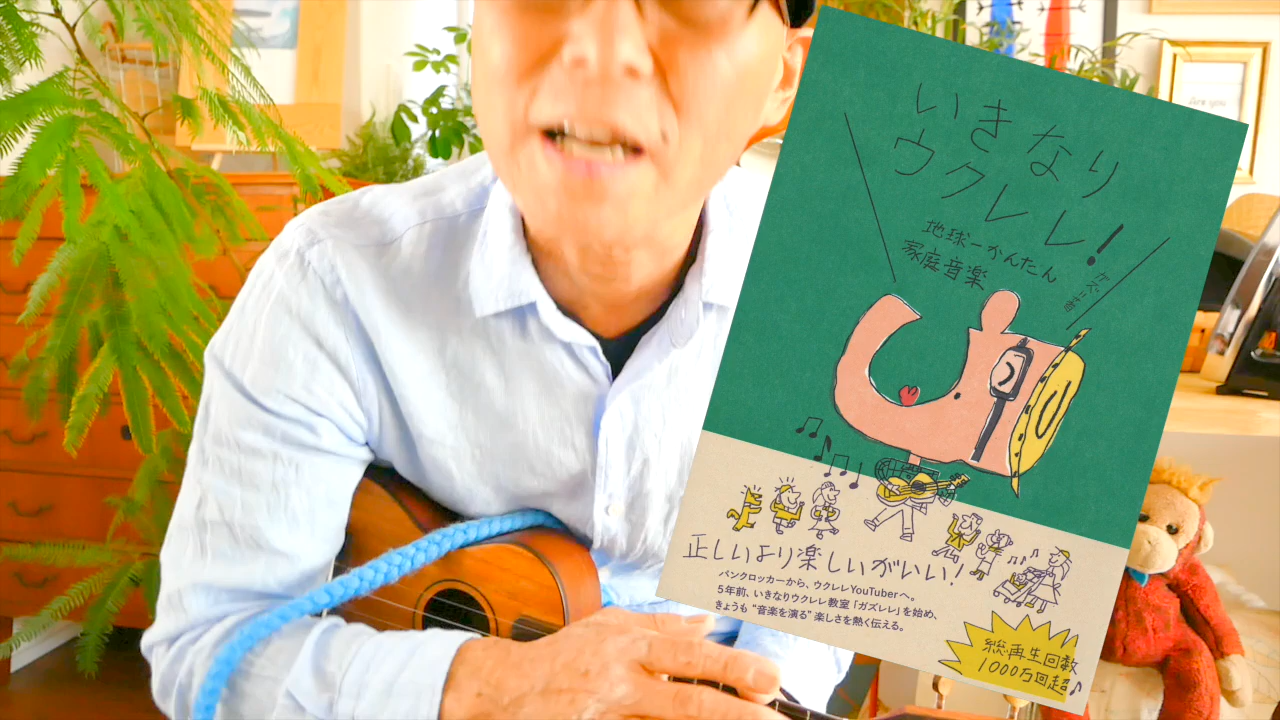 Are you
いきなり
ウクレレ!
地球一かんたん
家庭音楽
ガズ 著
正しいより楽しいがいい!
パンクロッカーから、ウクレレYouTuberへ。
5年前、いきなりウクレレ教室「ガズレレ」を始め、
きょうも“音楽を演る”楽しさを熱く伝える。
総再生回数
1000万回超